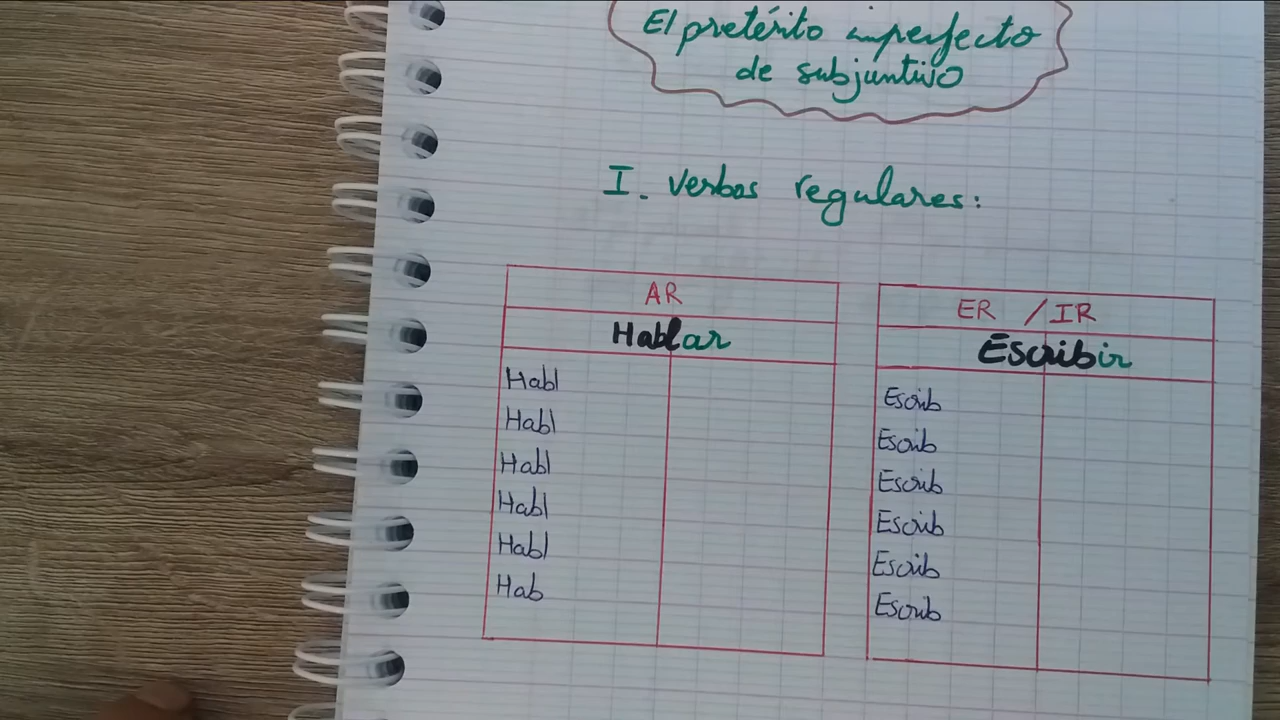 El pretérito imperfecto
de subjuntivo
I. Verbos regulares:
AR
Hablar
Habl
Habl
Habl
Habl
Habl
Hab
ER / IR
Escribir
Escrib
Escrib
Escrib
Escrib
Escrib
Escrib